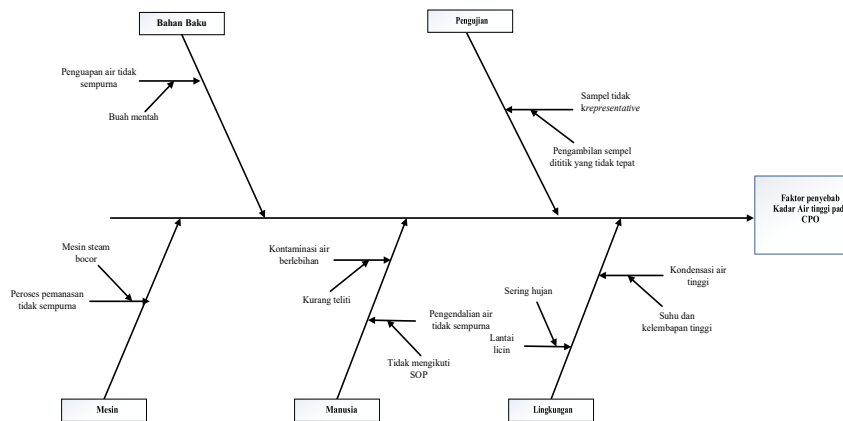 Bahan Baku
Pengujian
Penguapan air tidak
sempurna
Buah mentah
Sampel tidak
krepresentative
Pengambilan sempel
dititik yang tidak tepat
Faktor penyebab
Kadar Air tinggi pad
CPO
Mesin steam
bocor
Peroses pemanasan
tidak sempurna
Kontaminasi air
berlebihan
Kurang teliti
Pengendalian air
tidak sempurna
Tidak mengikuti
SOP
Sering hujan
Lantai
licin
Kondensasi air
tinggi
Suhu dan
kelembapan tinggi
Mesin
Manusia
Lingkungan